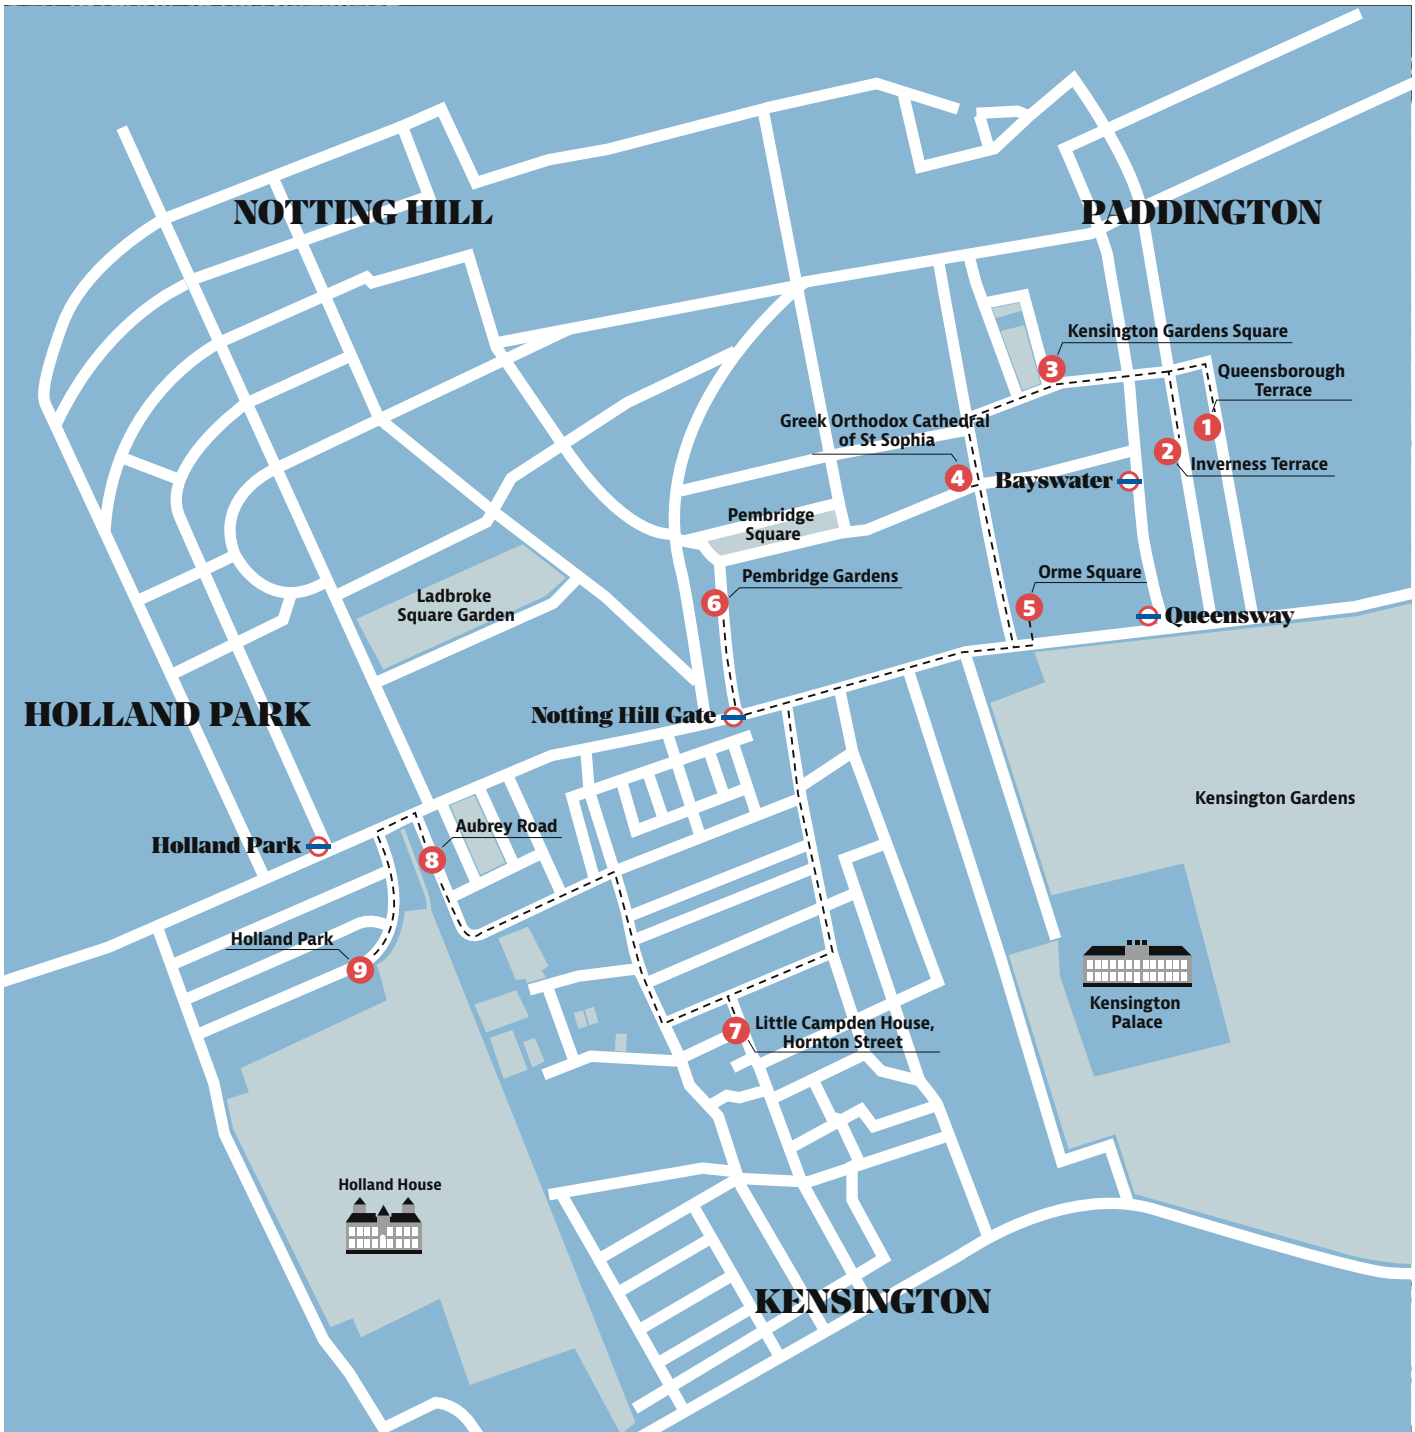 NOTTING HILL
PADDINGTON
3
Kensington Gardens Square
Queensborough
Terrace
1
2
Inverness Terrace
Greek Orthodox Cathedral
of St Sophia
4
Bayswater
Pembridge
Square
Pembridge Gardens
6
Orme Square
5
Queensway
Ladbroke
Square Garden
HOLLAND PARK
Notting Hill Gate
Kensington Gardens
Holland Park
Aubrey Road
8
Holland Park
9
Kensington
Palace
7
Little Campden House,
Hornton Street
Holland House
KENSINGTON